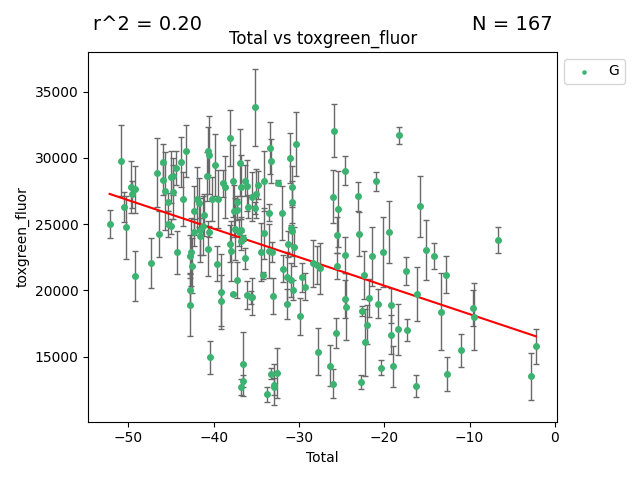 r^2 = 0.20 N = 167
Total vs toxgreen_fluor
G
35000
30000
25000
20000
15000
toxgreen_fluor
−50 −40 −30 −20 −10 0
Total